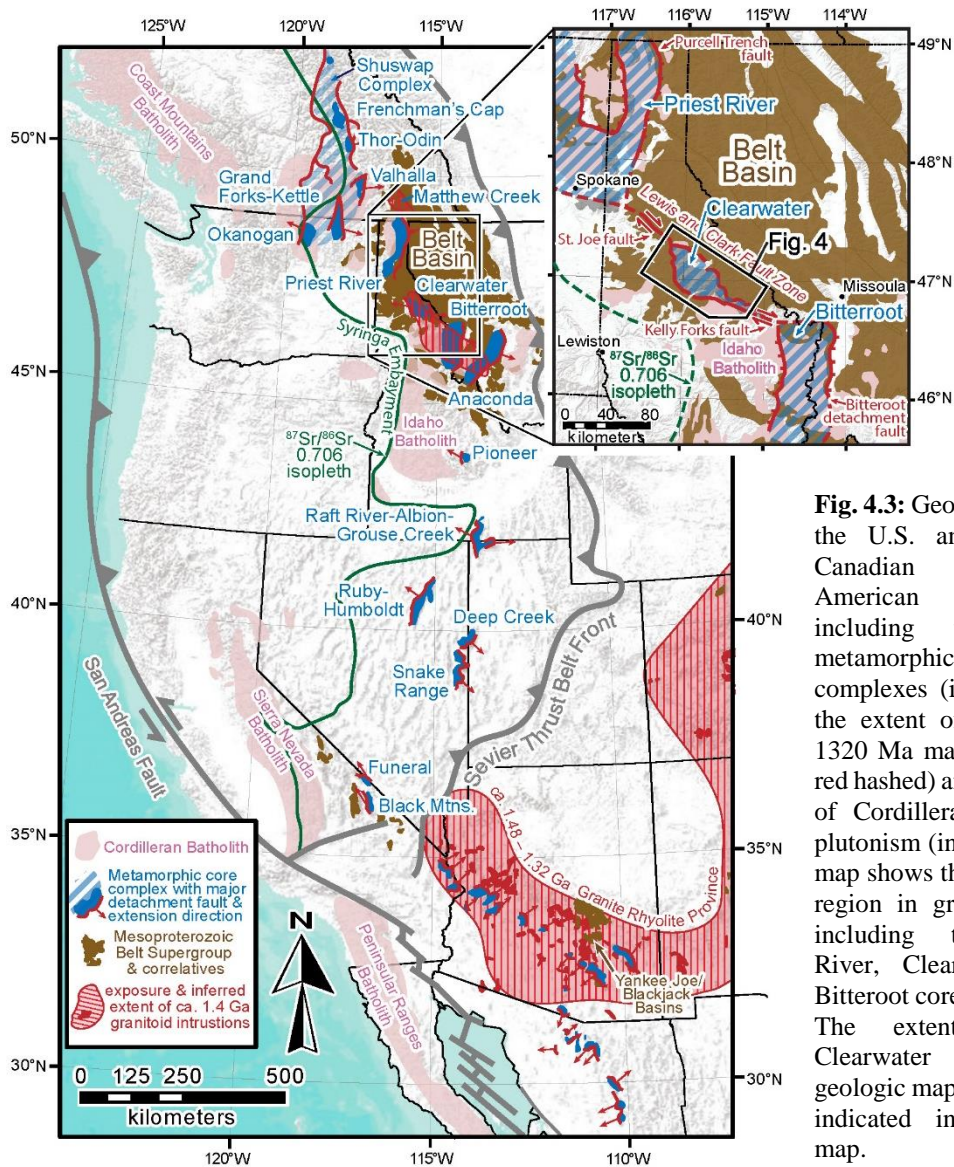 125°W
120°W
115°W
117°W
116°W
115°W
114°W
49°N
48°N
47°N
46°N
Purcell Trench
fault
Priest River
Belt
Basin
Spokane
Clearwater
Lewis and Clark Fault Zone
Fig. 4
St. Joe fault
Missoula
Bitterroot
Kelly Forks fault
Idaho
Batholith
Lewiston
87Sr/86Sr
0.706
isopleth
0 40 80
kilometers
Bitteroot
detachment
fault
50°N
45°N
40°N
35°N
30°N
Coast Mountains
Batholith
Shuswap
Complex
Frenchman's Cap
Thor-Odin
Valhalla
Grand
Forks-Kettle
Matthew Creek
Okanogan
Belt
Basin
Priest River
Clearwater
Bitterroot
Syringa Embayment
Anaconda
Idaho
Batholith
87Sr/86Sr
0.706
isopleth
Pioneer
Raft River-Albion-
Grouse Creek
Ruby-
Humboldt
Deep Creek
Snake
Range
Sevier Thrust Belt Front
San Andreas Fault
Sierra Nevada
Batholith
Funeral
Black Mtns.
ca. 1.48 – 1.32 Ga Granite Rhyolite Province
Yankee Joe/
Blackjack
Basins
Peninsular Ranges
Batholith
40°N
35°N
30°N
Cordilleran Batholith
Metamorphic core
complex with major
detachment fault
& extension direction
Mesoproterozoic
Belt Supergroup
& correlatives
exposure & inferred
extent of ca. 1.4 Ga
granitoid intrustions
N
0 125 250 500
kilometers
120°W
115°W
110°W
Fig. 4.3: Geo
the U.S. an
Canadian
American
including
metamorphic
complexes (i
the extent o
1320 Ma ma
red hashed) a
of Cordillera
plutonism (in
map shows th
region in gr
including t
River, Clear
Bitteroot core
The extent
Clearwater
geologic map
indicated in
map.